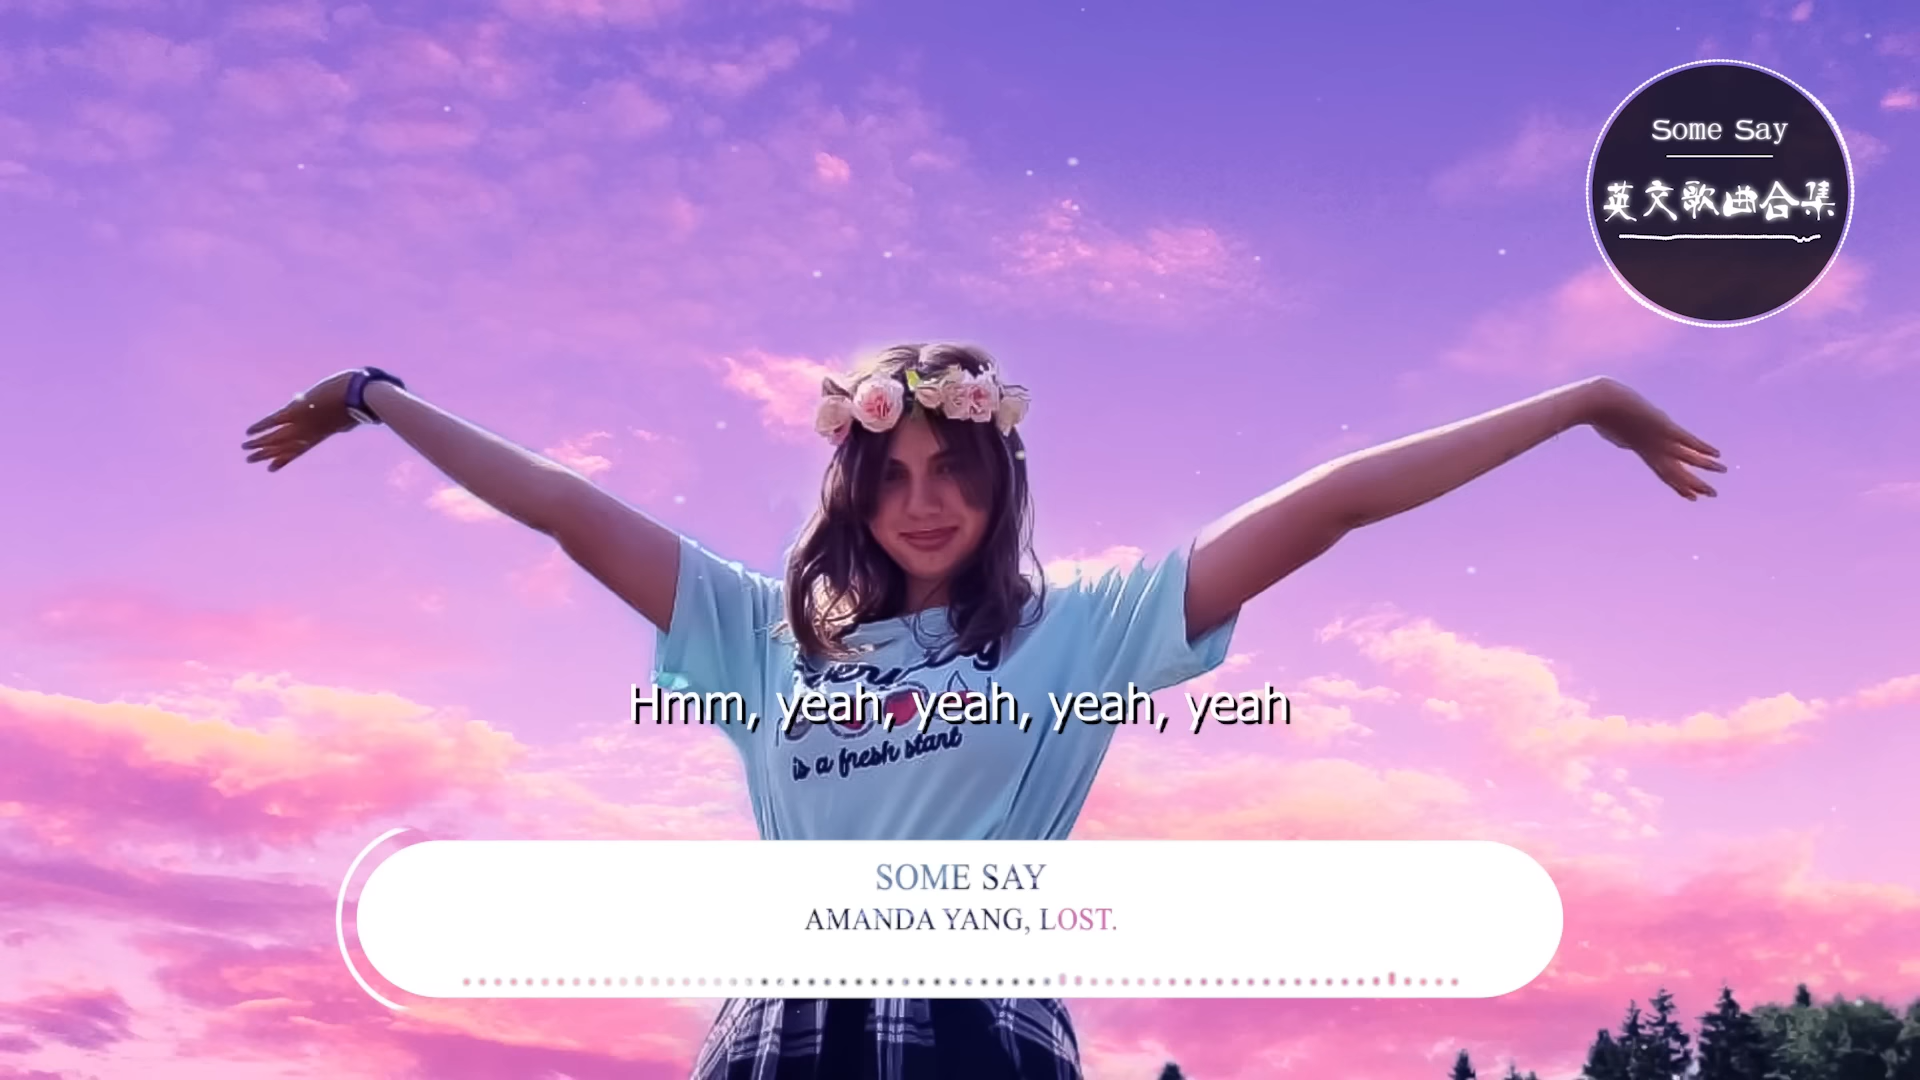 Some Say
英文歌曲合集
Hmm, yeah, yeah, yeah, yeah
is a fresh start
SOME SAY
AMANDA YANG, LOST.